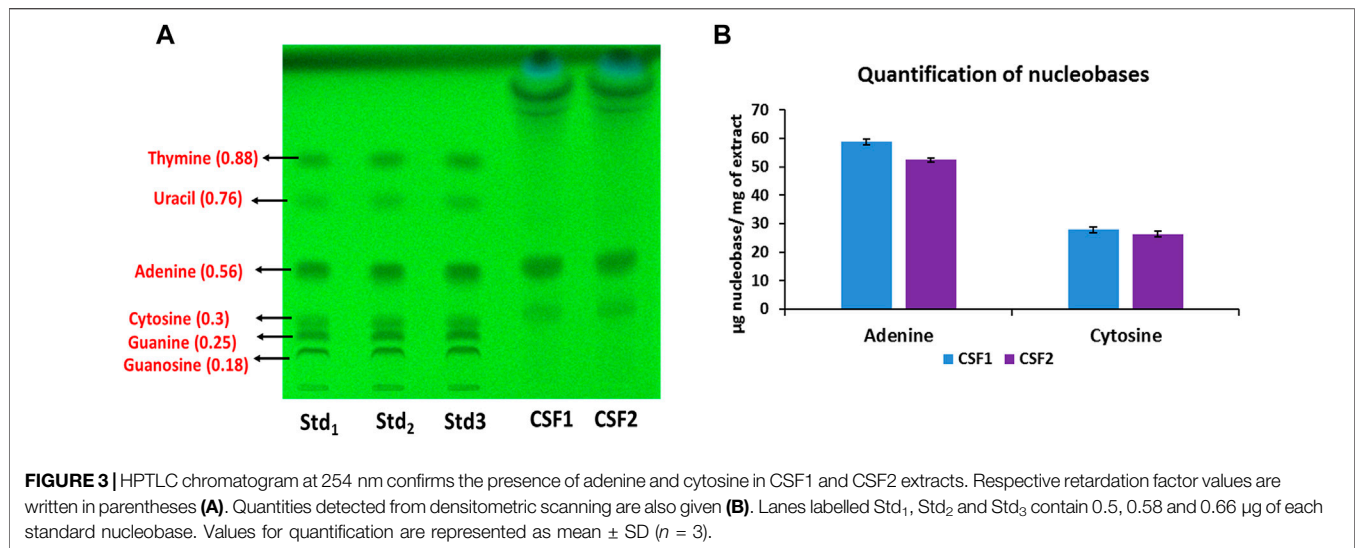 A
Thymine (0.88)
Uracil (0.76)
Adenine (0.56)
Cytosine (0.3)
Guanine (0.25)
Guanosine (0.18)
Std₁ Std₂ Std3 CSF1 CSF2
B
Quantification of nucleobases
µg nucleobase/ mg of extract
70
60
50
40
30
20
10
0
Adenine Cytosine
CSF1 CSF2
FIGURE 3 | HPTLC chromatogram at 254 nm confirms the presence of adenine and cytosine in CSF1 and CSF2 extracts. Respective retardation factor values are
written in parentheses (A). Quantities detected from densitometric scanning are also given (B). Lanes labelled Std₁, Std₂ and Std₃ contain 0.5, 0.58 and 0.66 µg of each
standard nucleobase. Values for quantification are represented as mean ± SD (n = 3).